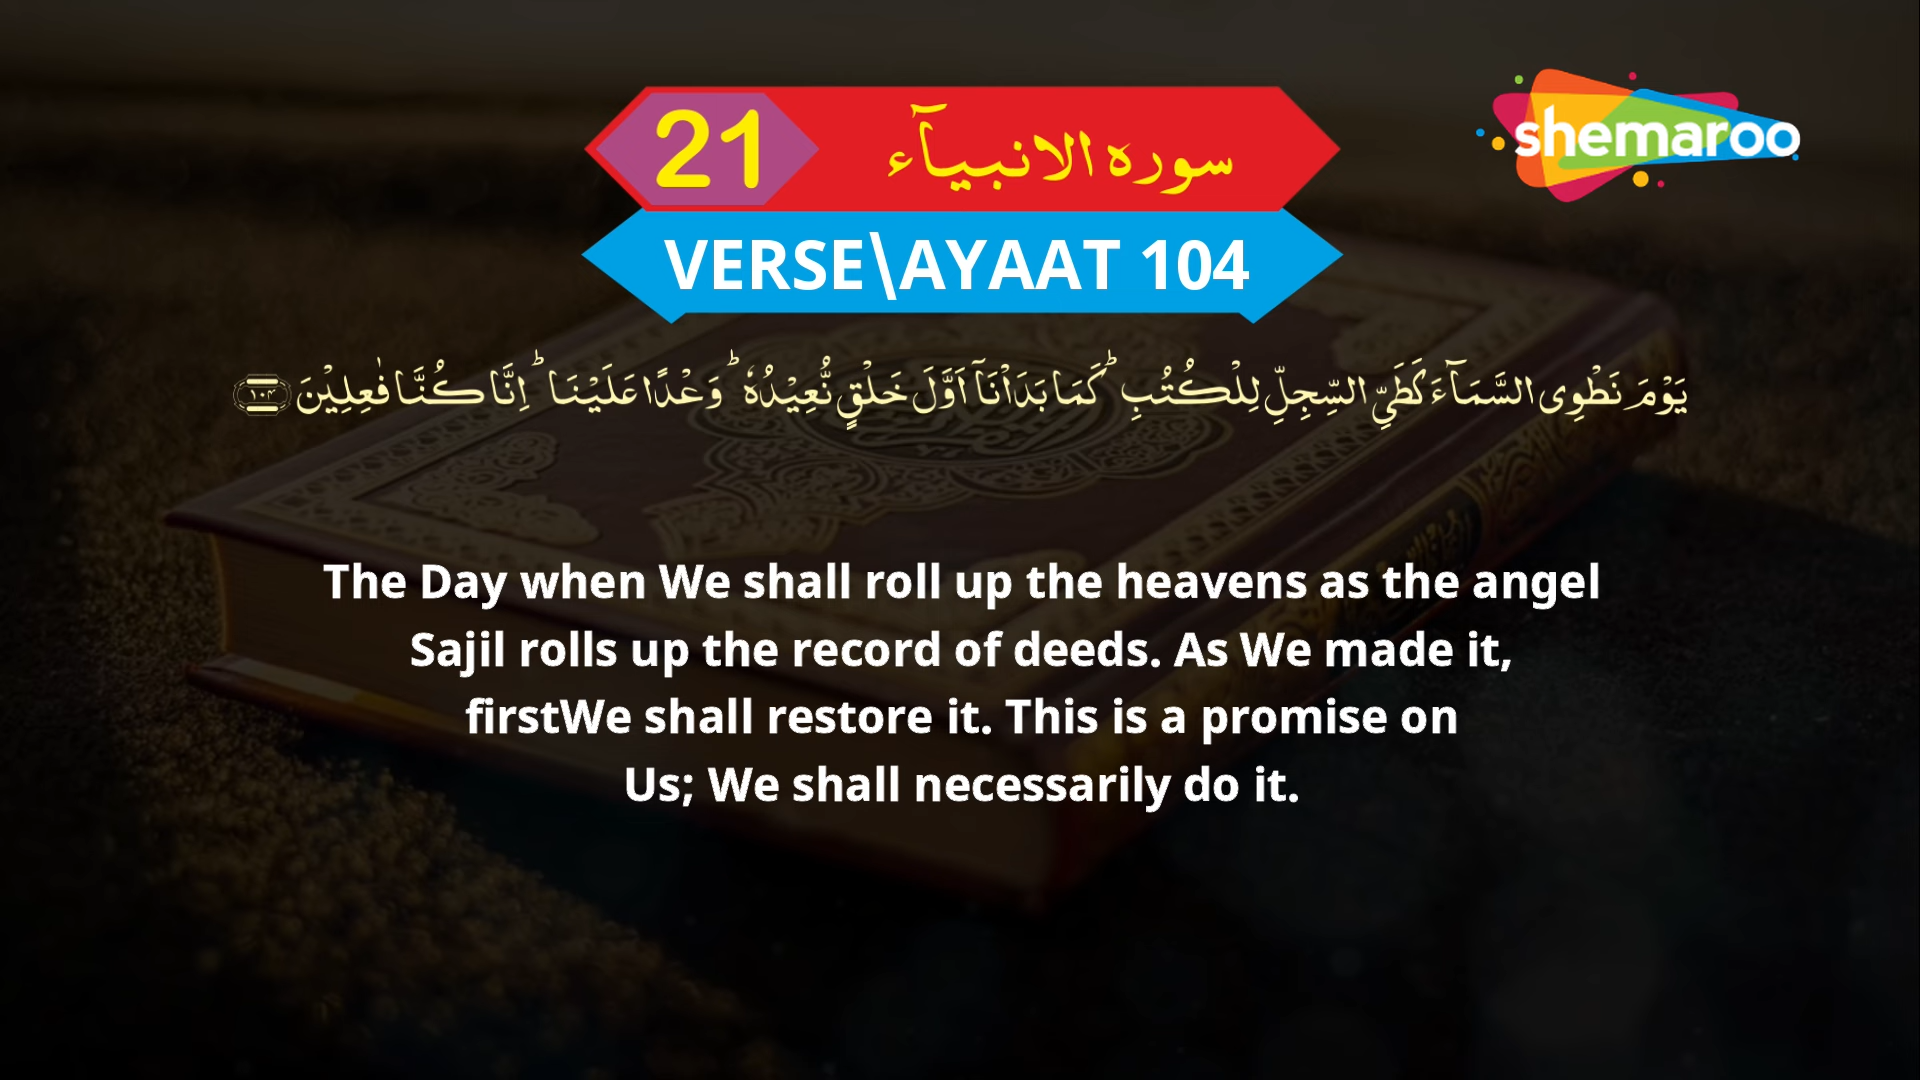 21 سوره الانبیآء
shemaroo
VERSE\AYAAT 104
یَوْمَ نَطْوِی السَّمَآءَ كَطَیِّ السِّجِلِّ لِلْكُتُبِ ؕ كَمَا بَدَاْنَاۤ اَوَّلَ خَلْقٍ نُّعِیْدُهٗ ؕ وَعْدًا عَلَیْنَا ؕ اِنَّا كُنَّا فٰعِلِیْنَ ۱۰۴
The Day when We shall roll up the heavens as the angel
Sajil rolls up the record of deeds. As We made it,
firstWe shall restore it. This is a promise on
Us; We shall necessarily do it.